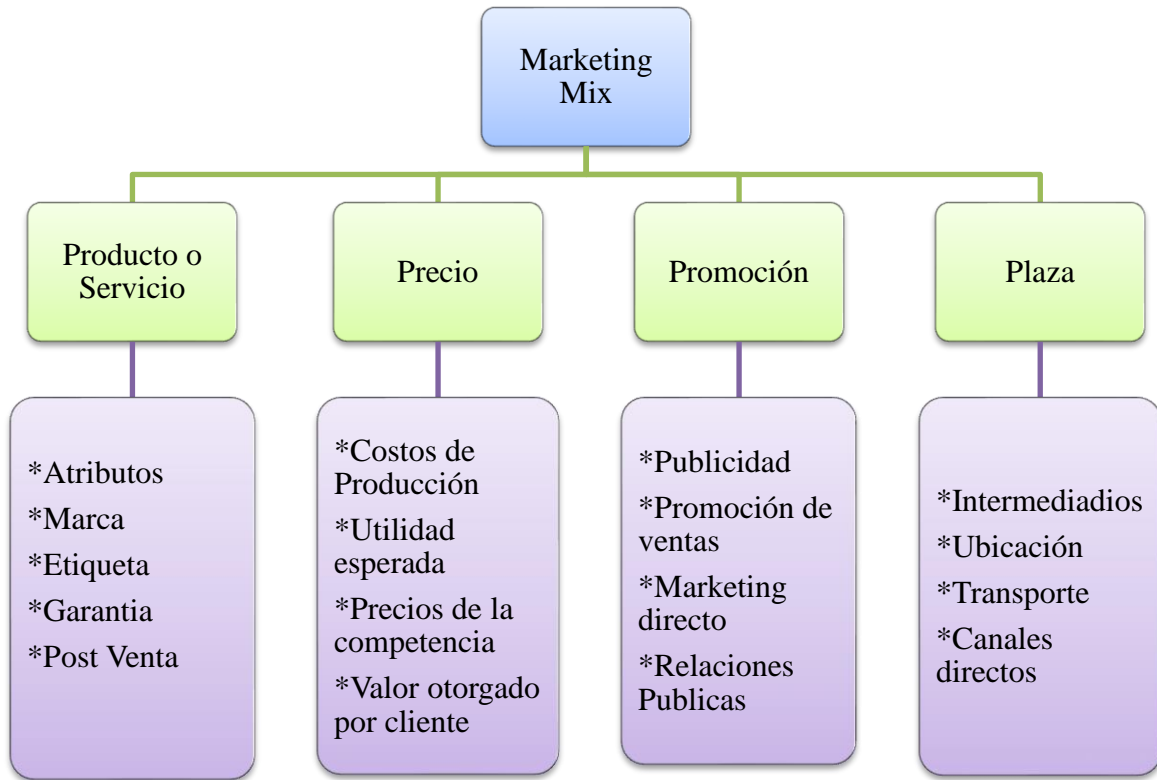 Marketing
Mix
Producto o
Servicio
Precio
Promoción
Plaza
*Atributos
*Marca
*Etiqueta
*Garantia
*Post Venta
*Costos de
Producción
*Utilidad
esperada
*Precios de la
competencia
*Valor otorgado
por cliente
*Publicidad
*Promoción de
ventas
*Marketing
directo
*Relaciones
Publicas
*Intermediadios
*Ubicación
*Transporte
*Canales
directos